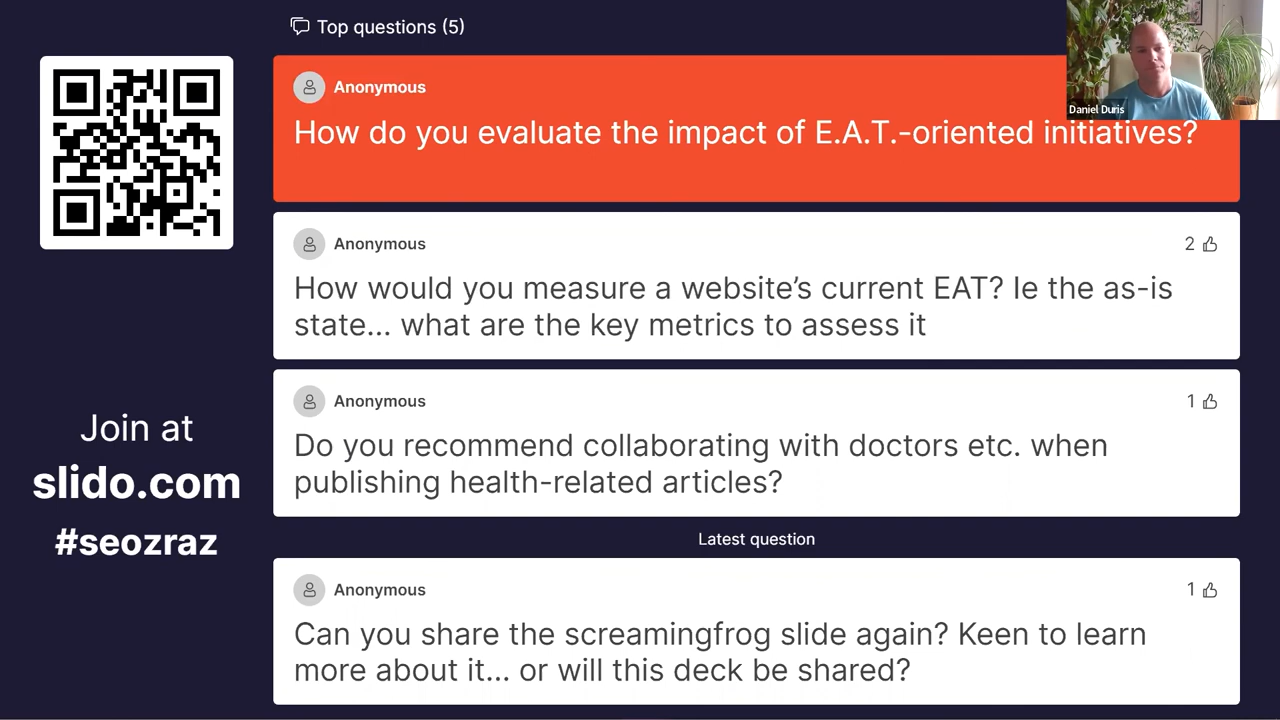 Top questions (5)
Anonymous
How do you evaluate the impact of E.A.T.-oriented initiatives?
Daniel Duris
Anonymous
2
How would you measure a website’s current EAT? Ie the as-is
state... what are the key metrics to assess it
Anonymous
1
Do you recommend collaborating with doctors etc. when
publishing health-related articles?
Latest question
Anonymous
1
Can you share the screamingfrog slide again? Keen to learn
more about it... or will this deck be shared?
Join at
slido.com
#seozraz